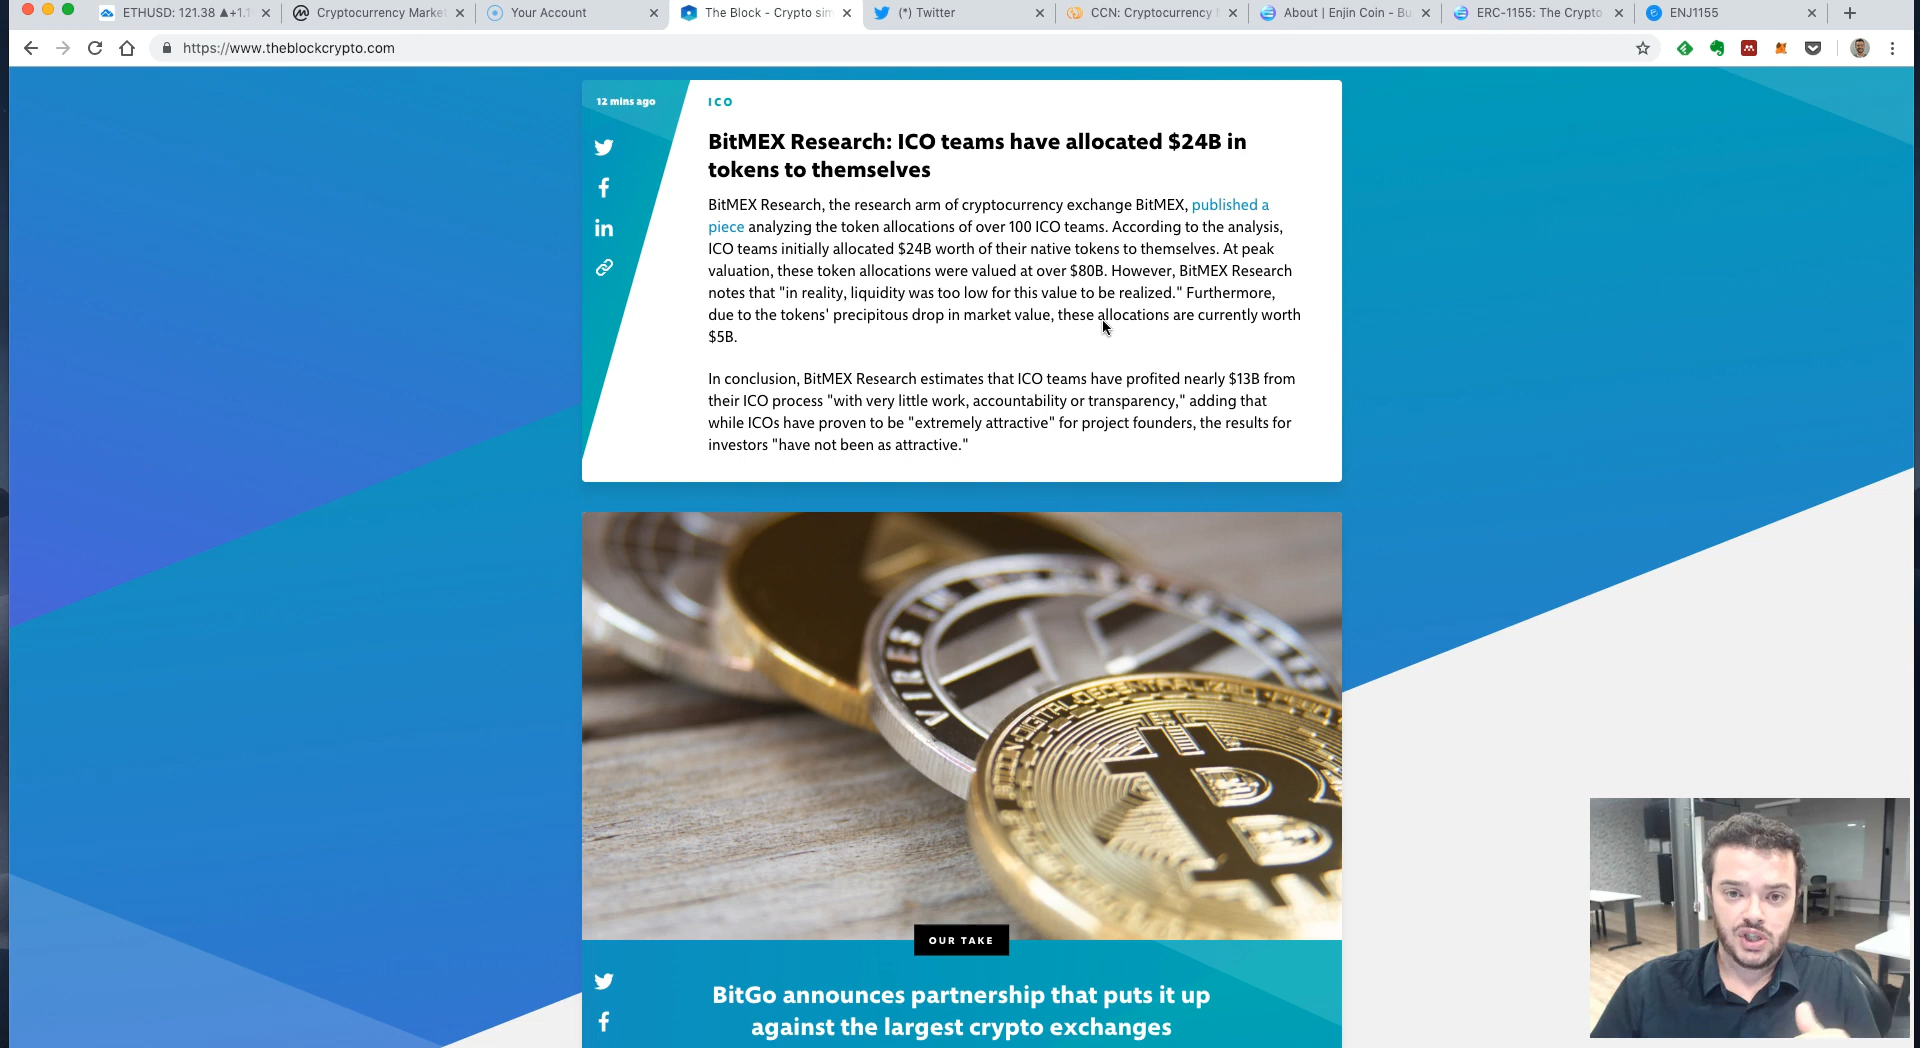 ETHUSD: 121.38 ▲+1.1
Cryptocurrency Marke
Your Account
The Block - Crypto sim
(*) Twitter
CCN: Cryptocurrency
About | Enjin Coin - Bu
ERC-1155: The Crypto
ENJ1155
https://www.theblockcrypto.com
12 mins ago
ICO
BitMEX Research: ICO teams have allocated $24B in
tokens to themselves
BitMEX Research, the research arm of cryptocurrency exchange BitMEX, published a
piece analyzing the token allocations of over 100 ICO teams. According to the analysis,
ICO teams initially allocated $24B worth of their native tokens to themselves. At peak
valuation, these token allocations were valued at over $80B. However, BitMEX Research
notes that "in reality, liquidity was too low for this value to be realized." Furthermore,
due to the tokens' precipitous drop in market value, these allocations are currently worth
$5B.
In conclusion, BitMEX Research estimates that ICO teams have profited nearly $13B from
their ICO process "with very little work, accountability or transparency," adding that
while ICOs have proven to be "extremely attractive" for project founders, the results for
investors "have not been as attractive."
VIRES IN
DIGITAL DECENTRALIZED
OUR TAKE
BitGo announces partnership that puts it up
against the largest crypto exchanges